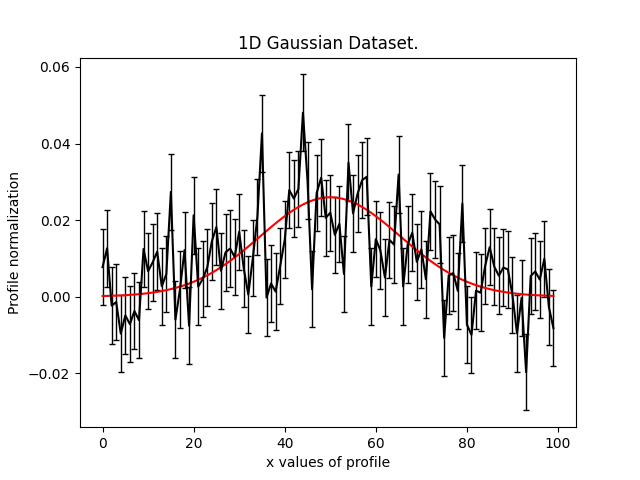 1D Gaussian Dataset.
Profile normalization
0.06
0.04
0.02
0.00
−0.02
0 20 40 60 80 100
x values of profile